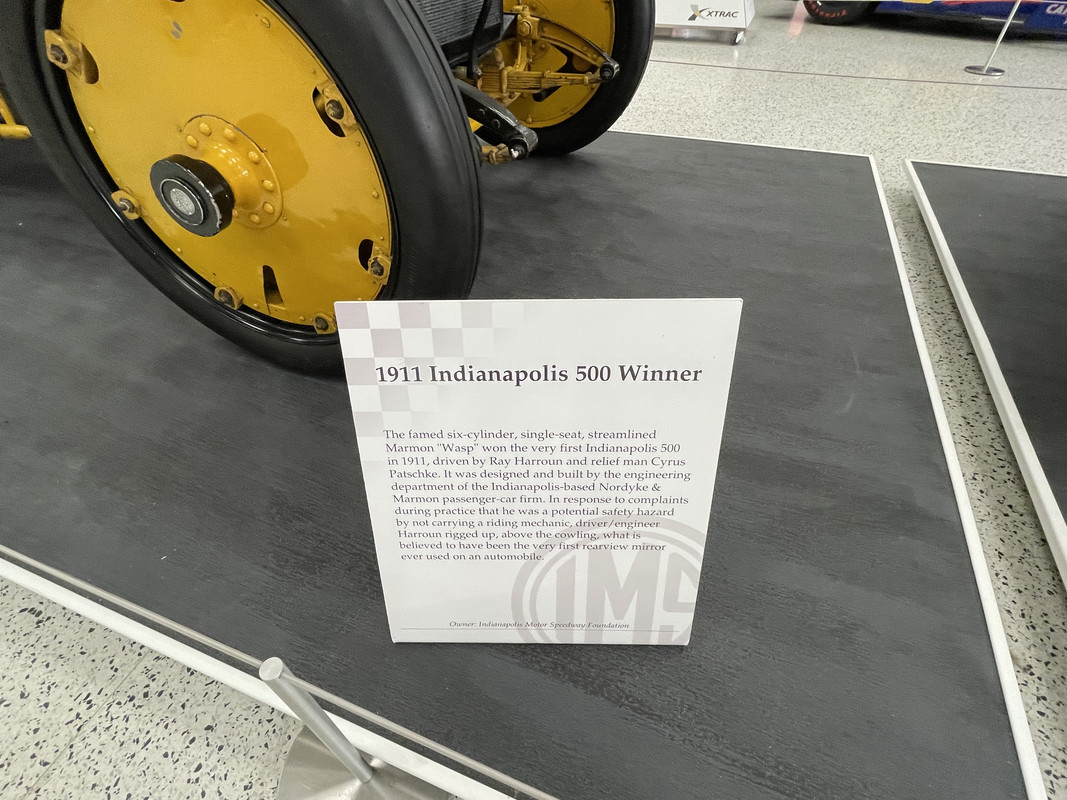 XTRAC
1911 Indianapolis 500 Winner
The famed six-cylinder, single-seat, streamlined
Marmon "Wasp" won the very first Indianapolis 500
in 1911, driven by Ray Harroun and relief man Cyrus
Patschke. It was designed and built by the engineering
department of the Indianapolis-based Nordyke &
Marmon passenger-car firm. In response to complaints
during practice that he was a potential safety hazard
by not carrying a riding mechanic, driver/engineer
Harroun rigged up, above the cowling, what is
believed to have been the very first rearview mirror
ever used on an automobile.
IMS
Owner: Indianapolis Motor Speedway Foundation